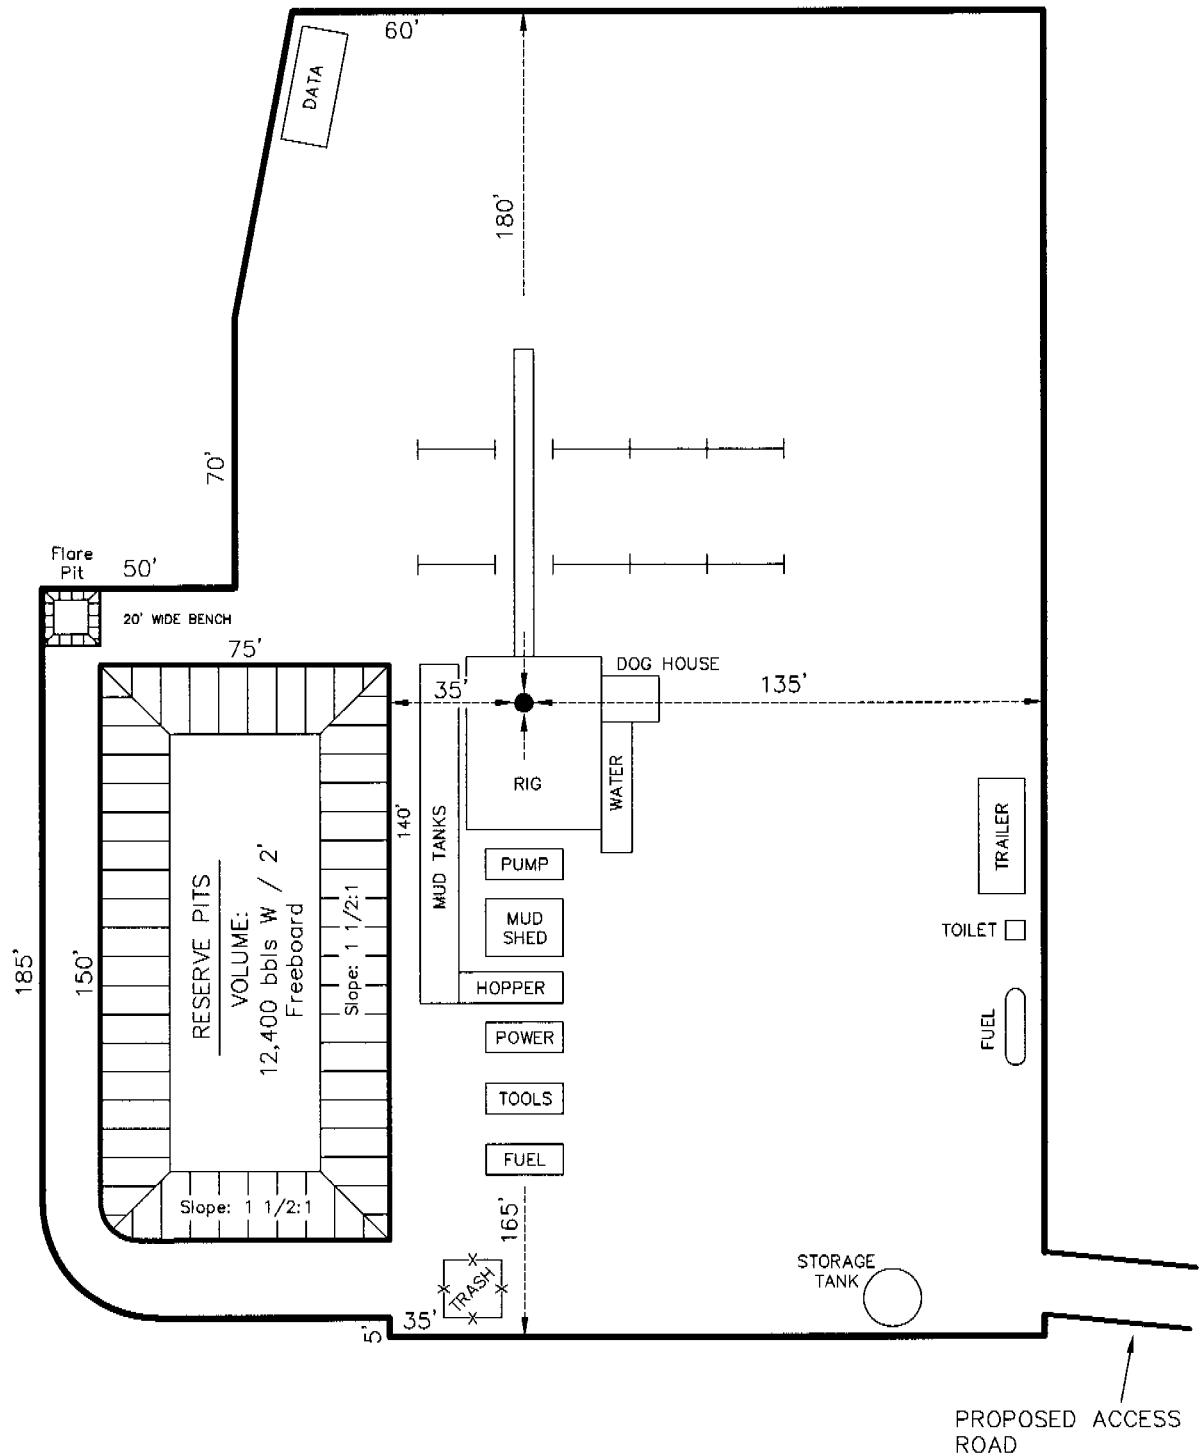 60'
DATA
180'
70'
Flare
Pit
50'
20' WIDE BENCH
75'
DOG HOUSE
35'
135'
RIG
WATER
MUD TANKS
140'
PUMP
MUD
SHED
HOPPER
POWER
TOOLS
FUEL
TRAILER
TOILET
FUEL
185'
150'
RESERVE PITS
VOLUME:
12,400 bbls W / 2'
Freeboard
Slope: 1 1/2:1
Slope: 1 1/2:1
165'
TRASH
STORAGE
TANK
5'
35'
PROPOSED ACCESS
ROAD